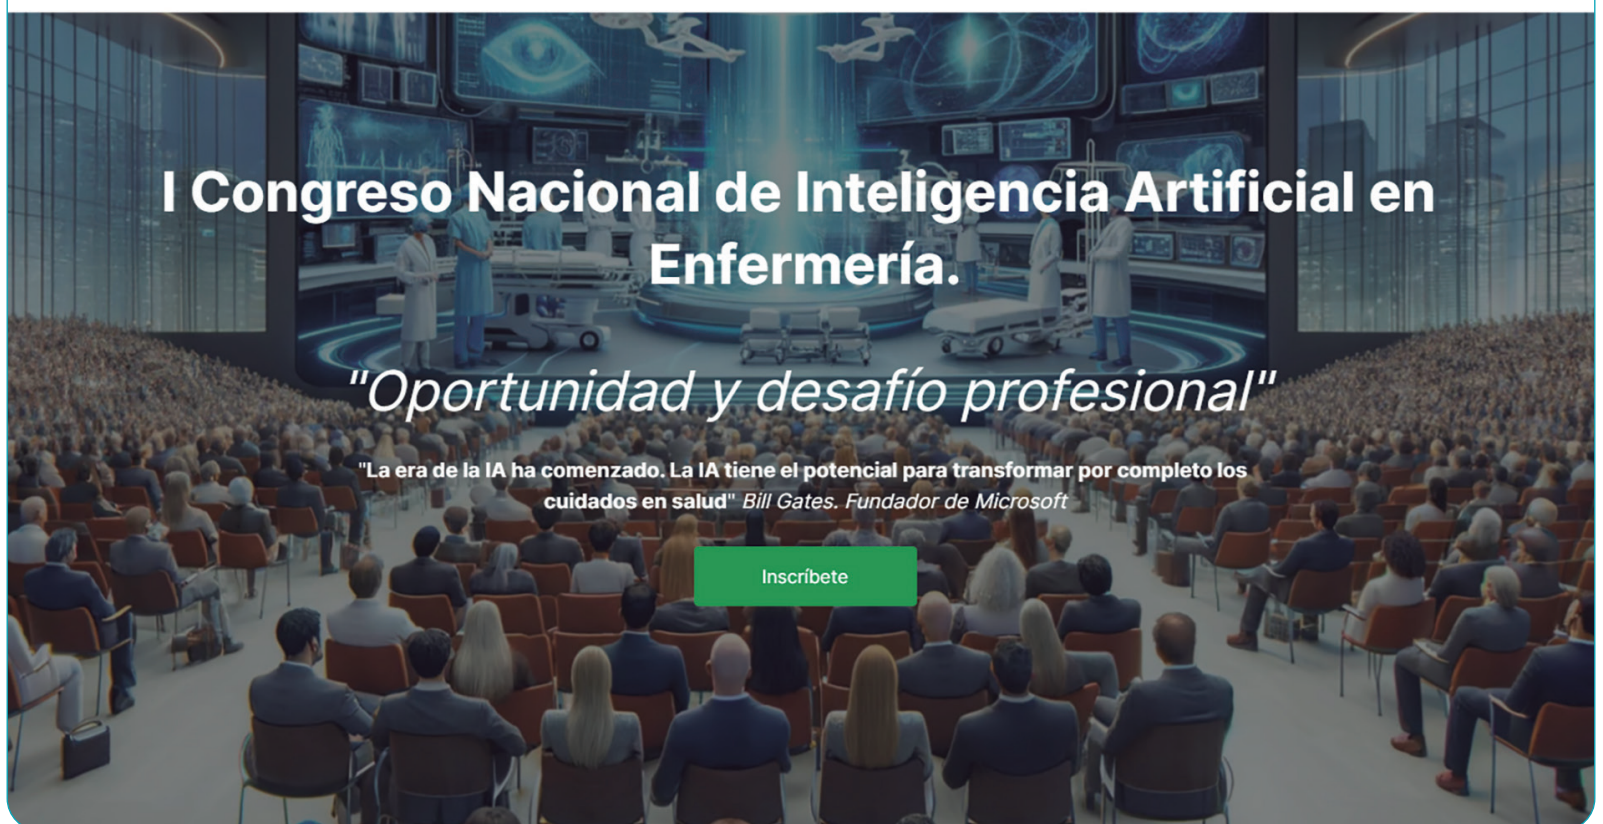 I Congreso Nacional de Inteligencia Artificial en
Enfermería.
"Oportunidad y desafío profesional"
"La era de la IA ha comenzado. La IA tiene el potencial para transformar por completo los
cuidados en salud" Bill Gates. Fundador de Microsoft
Inscríbete